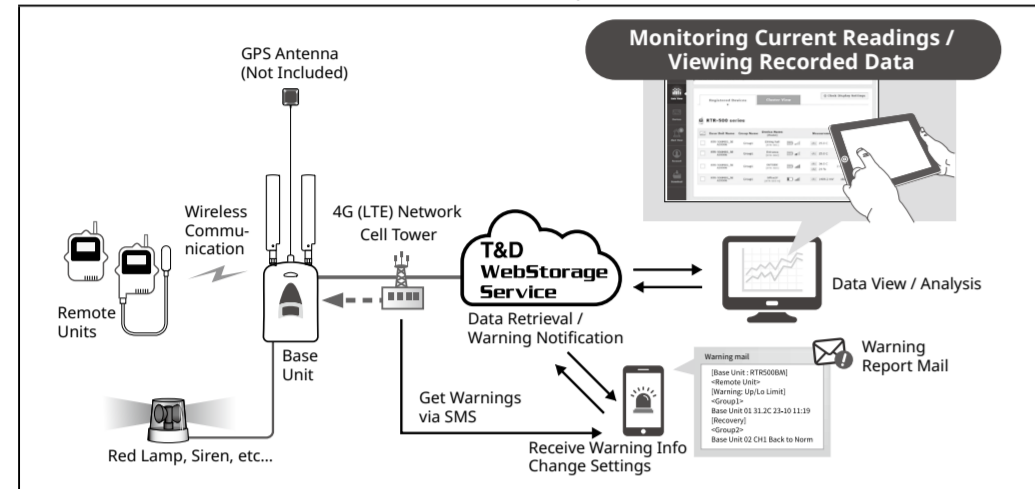 Monitoring Current Readings /
Viewing Recorded Data
GPS Antenna
(Not Included)
RTR-500 series
Wireless
Commu-
nication
4G (LTE) Network
Cell Tower
T&D
WebStorage
Service
Data View / Analysis
Remote
Units
Base
Unit
Data Retrieval /
Warning Notification
Warning
Report Mail
Warning mail
[Base Unit : RTR500BM]
<Remote Unit>
[Warning: Up/Lo Limit]
<Group1>
Base Unit 01 31.2C 23-10 11:19
[Recovery]
<Group2>
Base Unit 02 CH1 Back to Norm
Get Warnings
via SMS
Receive Warning Info
Change Settings
Red Lamp, Siren, etc...